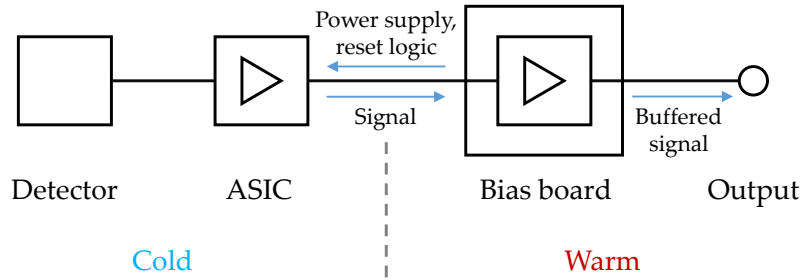 Power supply,
reset logic
Signal
Buffered
signal
Detector
ASIC
Bias board
Output
Cold
Warm